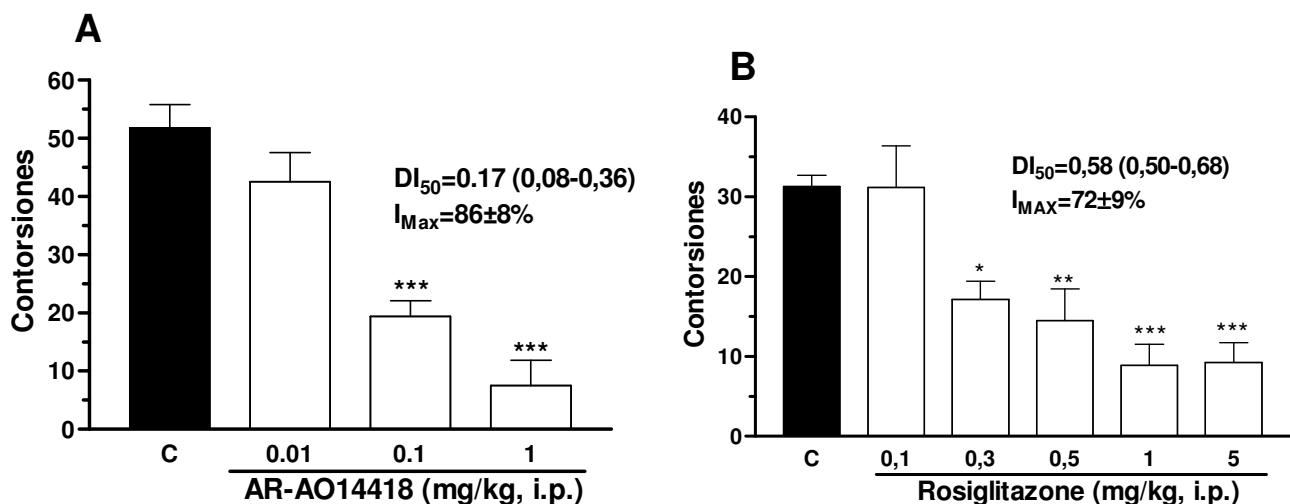 A
60
50
40
30
20
10
0
Contorsiones
DI50=0.17 (0,08-0,36)
IMax=86±8%
***
***
C 0.01 0.1 1
AR-AO14418 (mg/kg, i.p.)
B
40
30
20
10
0
Contorsiones
DI50=0,58 (0,50-0,68)
IMAX=72±9%
*
**
***
***
C 0,1 0,3 0,5 1 5
Rosiglitazone (mg/kg, i.p.)